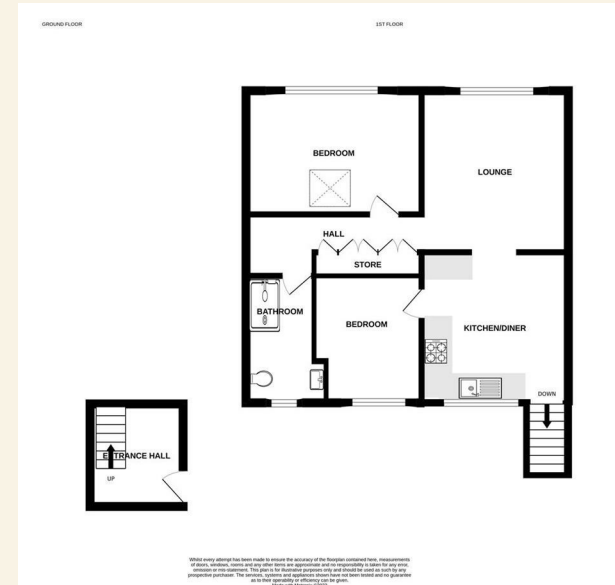 GROUND FLOOR
1ST FLOOR
BEDROOM
LOUNGE
HALL
STORE
BATHROOM
BEDROOM
KITCHEN/DINER
DOWN
ENTRANCE HALL
UP
Whilst every attempt has been made to ensure the accuracy of the floorplan contained here, measurements
of doors, windows, rooms and any other items are approximate and no responsibility is taken for any error,
omission or mis-statement. This plan is for illustrative purposes only and should be used as such by any
prospective purchaser. The services, systems and appliances shown have not been tested and no guarantee
as to their operability or efficiency can be given.
Made with Metropix ©2022